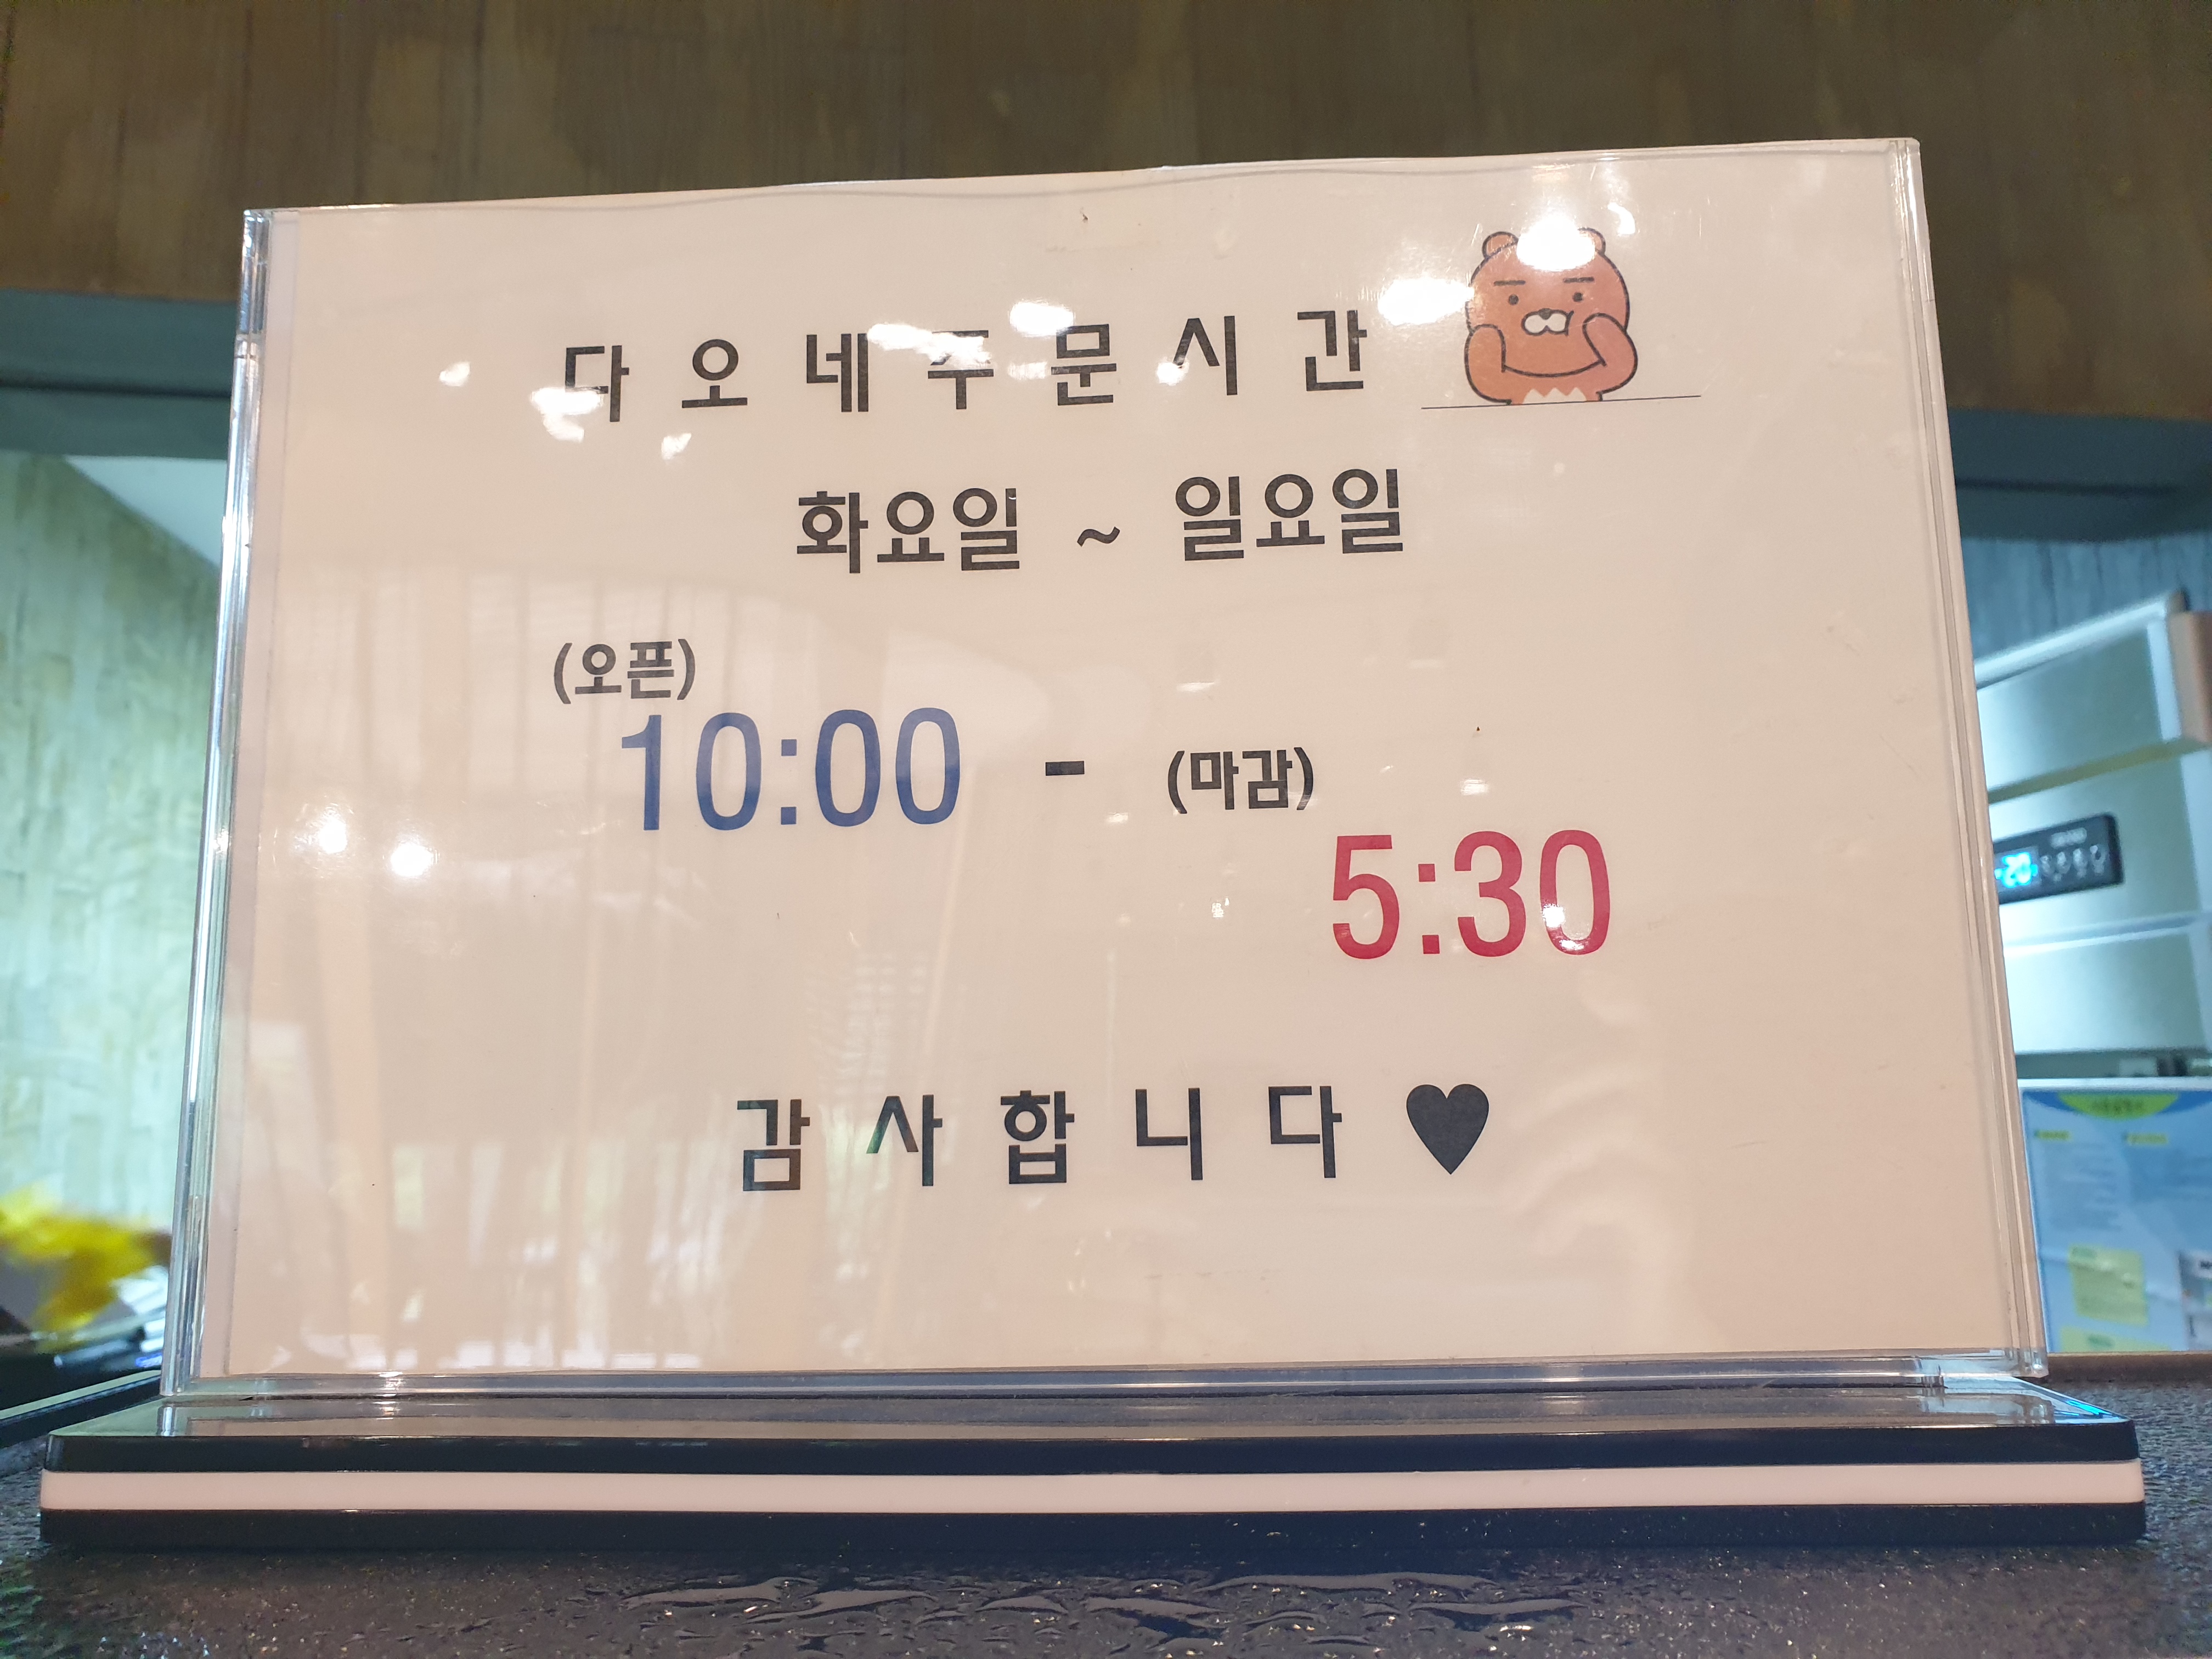 다 오 네 주 문 시 간
화요일 ~ 일요일
(오픈)
10:00 - (마감)
5:30
감 사 합 니 다 ♥